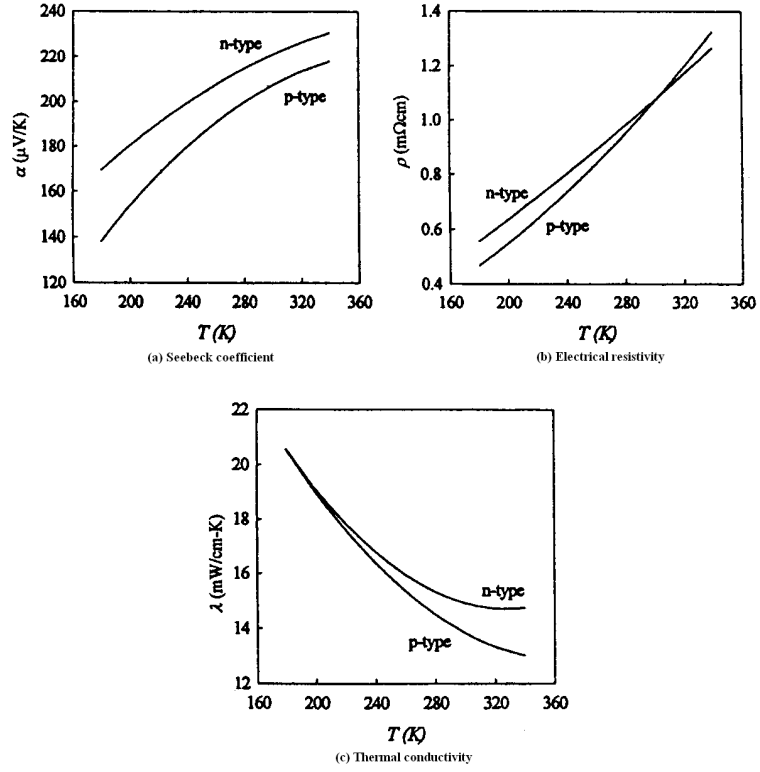 240
220
200
180
160
140
120
α (μV/K)
n-type
p-type
160 200 240 280 320 360
T (K)
(a) Seebeck coefficient
1.4
1.2
1.0
0.8
0.6
0.4
ρ (mΩcm)
n-type
p-type
160 200 240 280 320 360
T (K)
(b) Electrical resistivity
22
20
18
16
14
12
λ (mW/cm-K)
n-type
p-type
160 200 240 280 320 360
T (K)
(c) Thermal conductivity